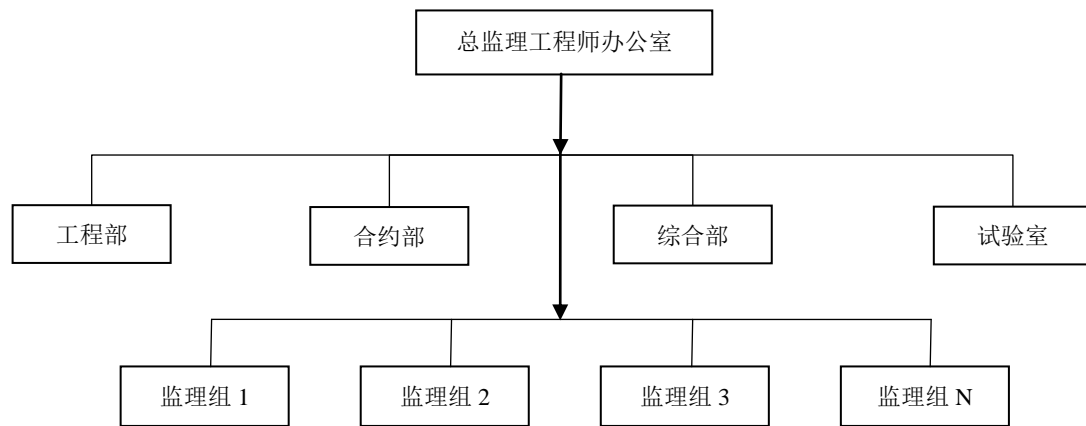 总监理工程师办公室
工程部
合约部
综合部
试验室
监理组 1
监理组 2
监理组 3
监理组 N